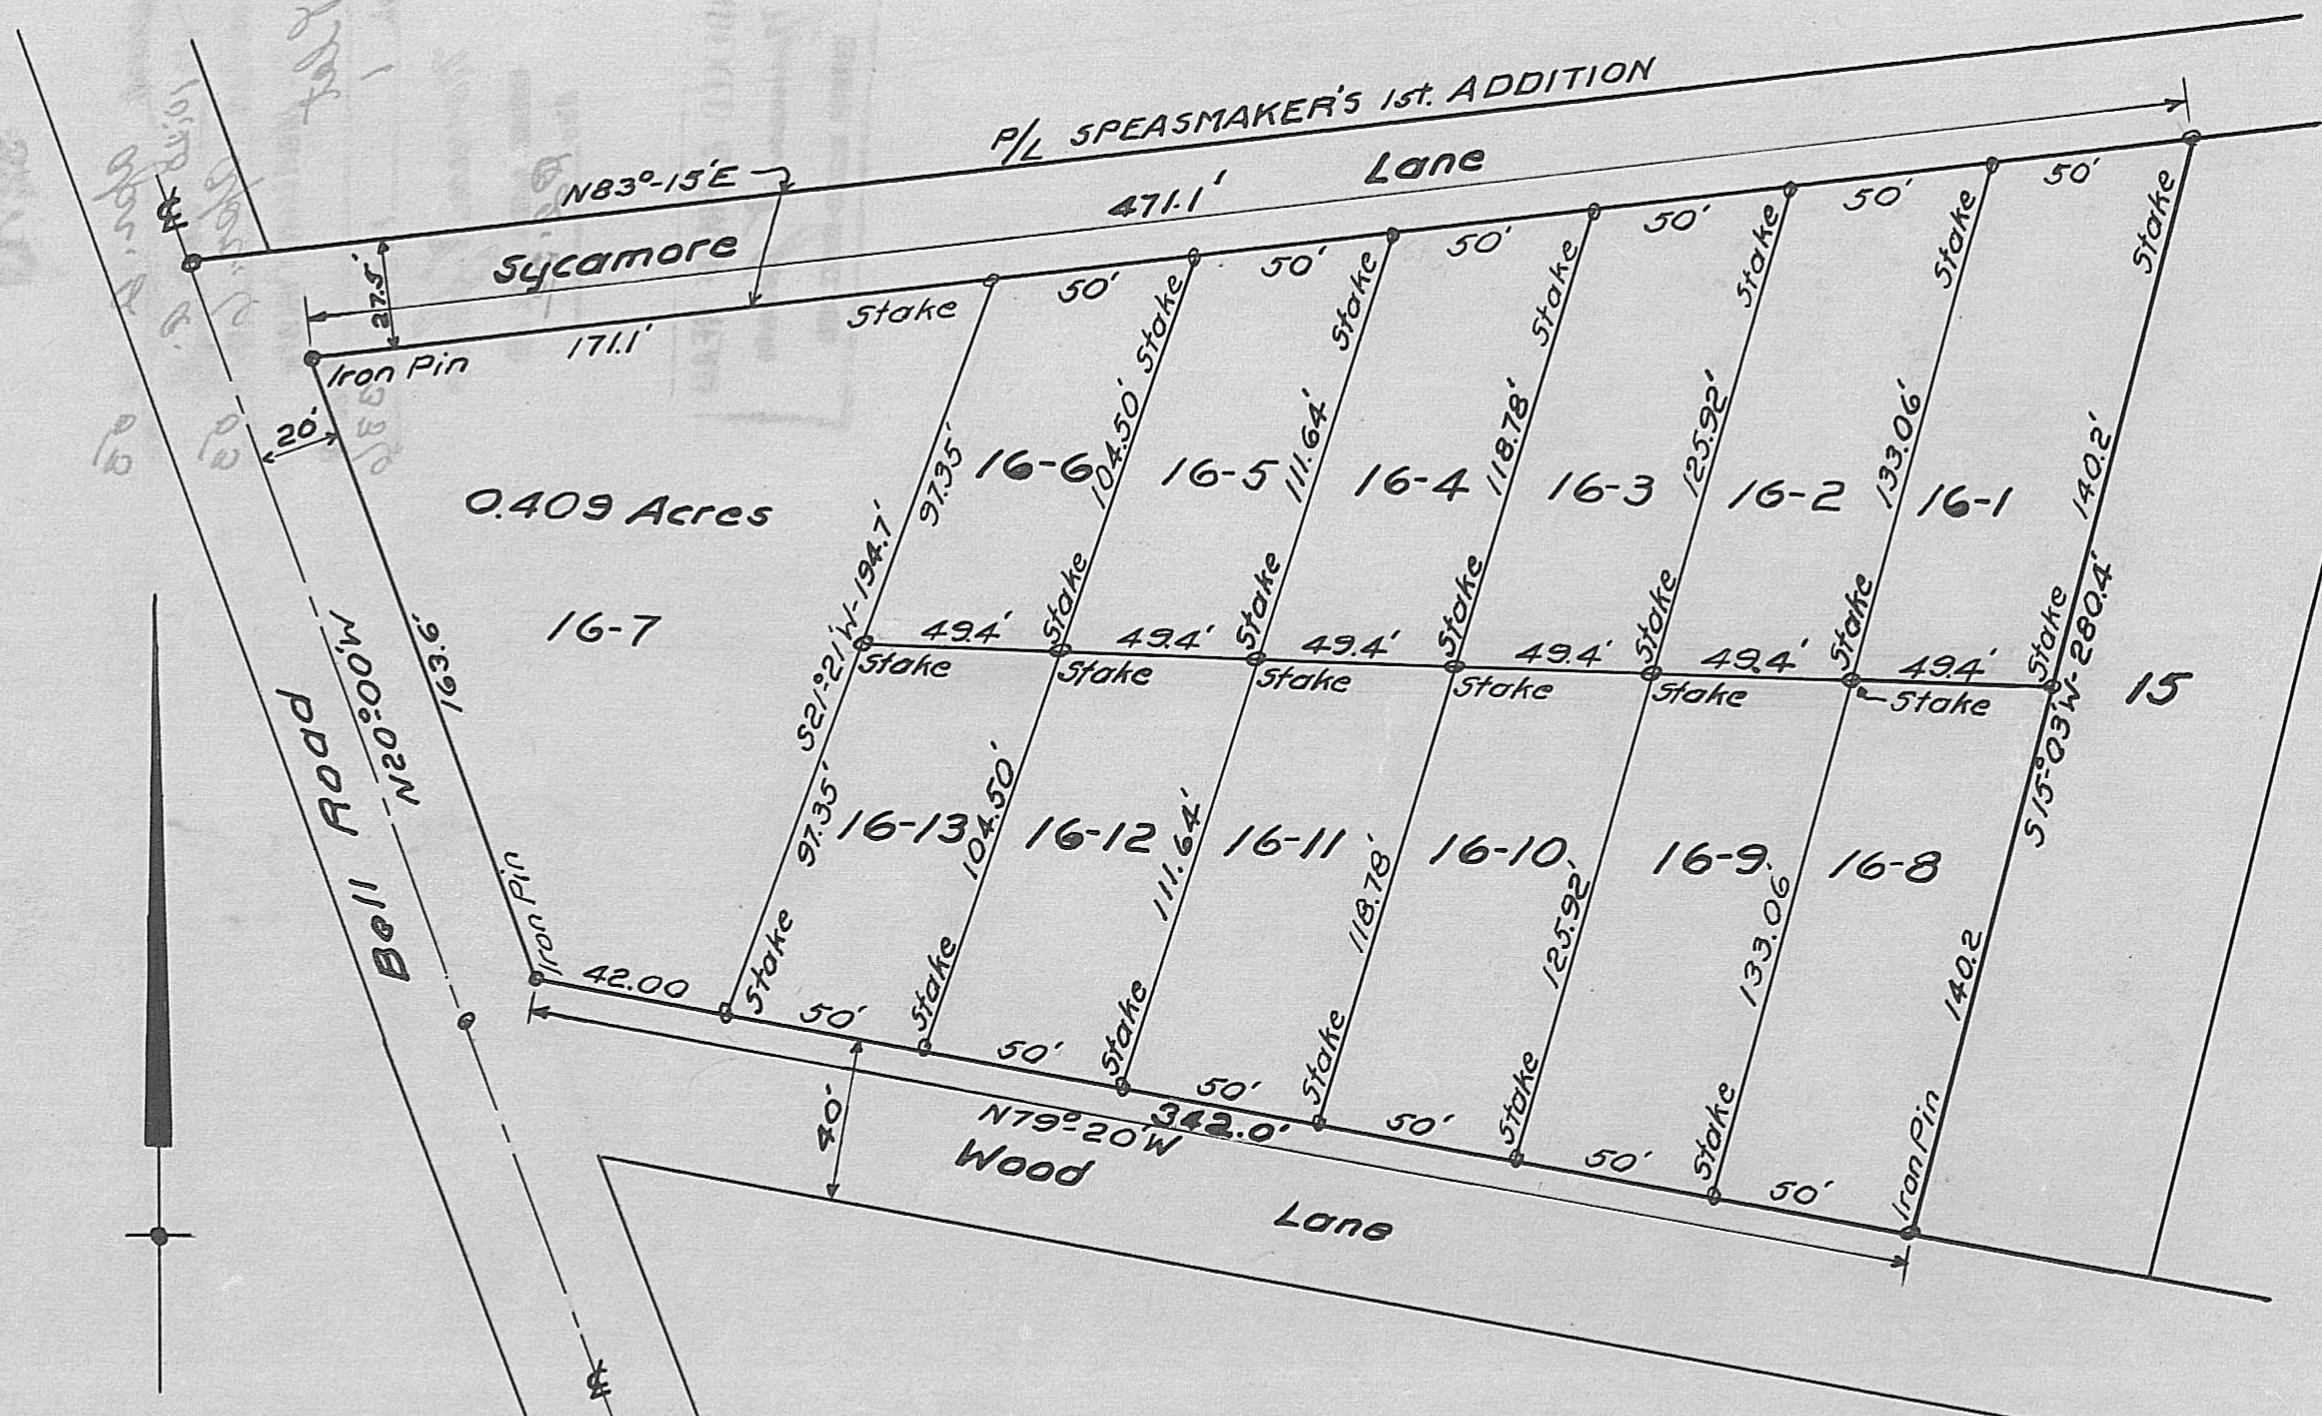 P/L SPEASMAKER'S 1st. ADDITION
N83°-15'E
Sycamore
Lane
471.1'
27.5'
171.1'
Stake
50'
50'
50'
50'
50'
50'
Iron Pin
20'
Stake
Stake
Stake
Stake
Stake
Stake
97.35'
104.50'
111.64'
118.78'
125.92'
133.06'
140.2'
0.409 Acres
16-6
16-5
16-4
16-3
16-2
16-1
S21°-21'W-194.7'
S15°-03'W-280.4'
16-7
163.6'
Stake
Stake
Stake
Stake
Stake
Stake
49.4'
49.4'
49.4'
49.4'
49.4'
49.4'
Stake
Stake
Stake
Stake
Stake
Stake
15
Bell Road
N20°-00'W
16-13
16-12
16-11
16-10
16-9
16-8
97.35'
104.50'
111.64'
118.78'
125.92'
133.06'
140.2
Iron Pin
Stake
Stake
Stake
Stake
Stake
Stake
Iron Pin
42.00
50'
50'
50'
50'
50'
50'
40'
N79°-20'W
342.0'
Wood
Lane